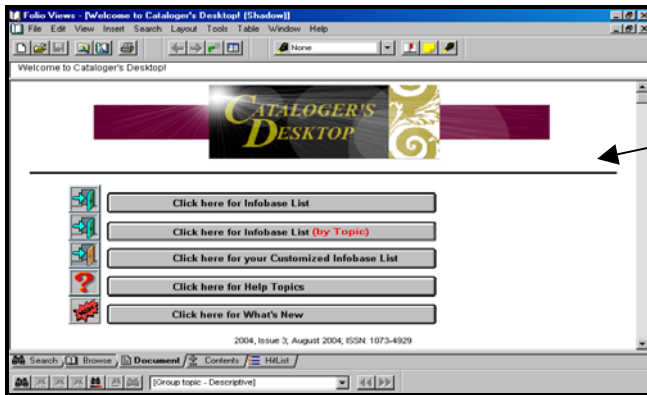 Folio Views - [Welcome to Cataloger's Desktop! (Shadow)]
File Edit View Insert Search Layout Tools Table Window Help
None
Welcome to Cataloger's Desktop!
CATALOGER'S
DESKTOP
Click here for Infobase List
Click here for Infobase List (by Topic)
Click here for your Customized Infobase List
Click here for Help Topics
Click here for What's New
2004, Issue 3; August 2004; ISSN: 1073-4929
Search Browse Document Contents HitList
[Group topic - Descriptive]